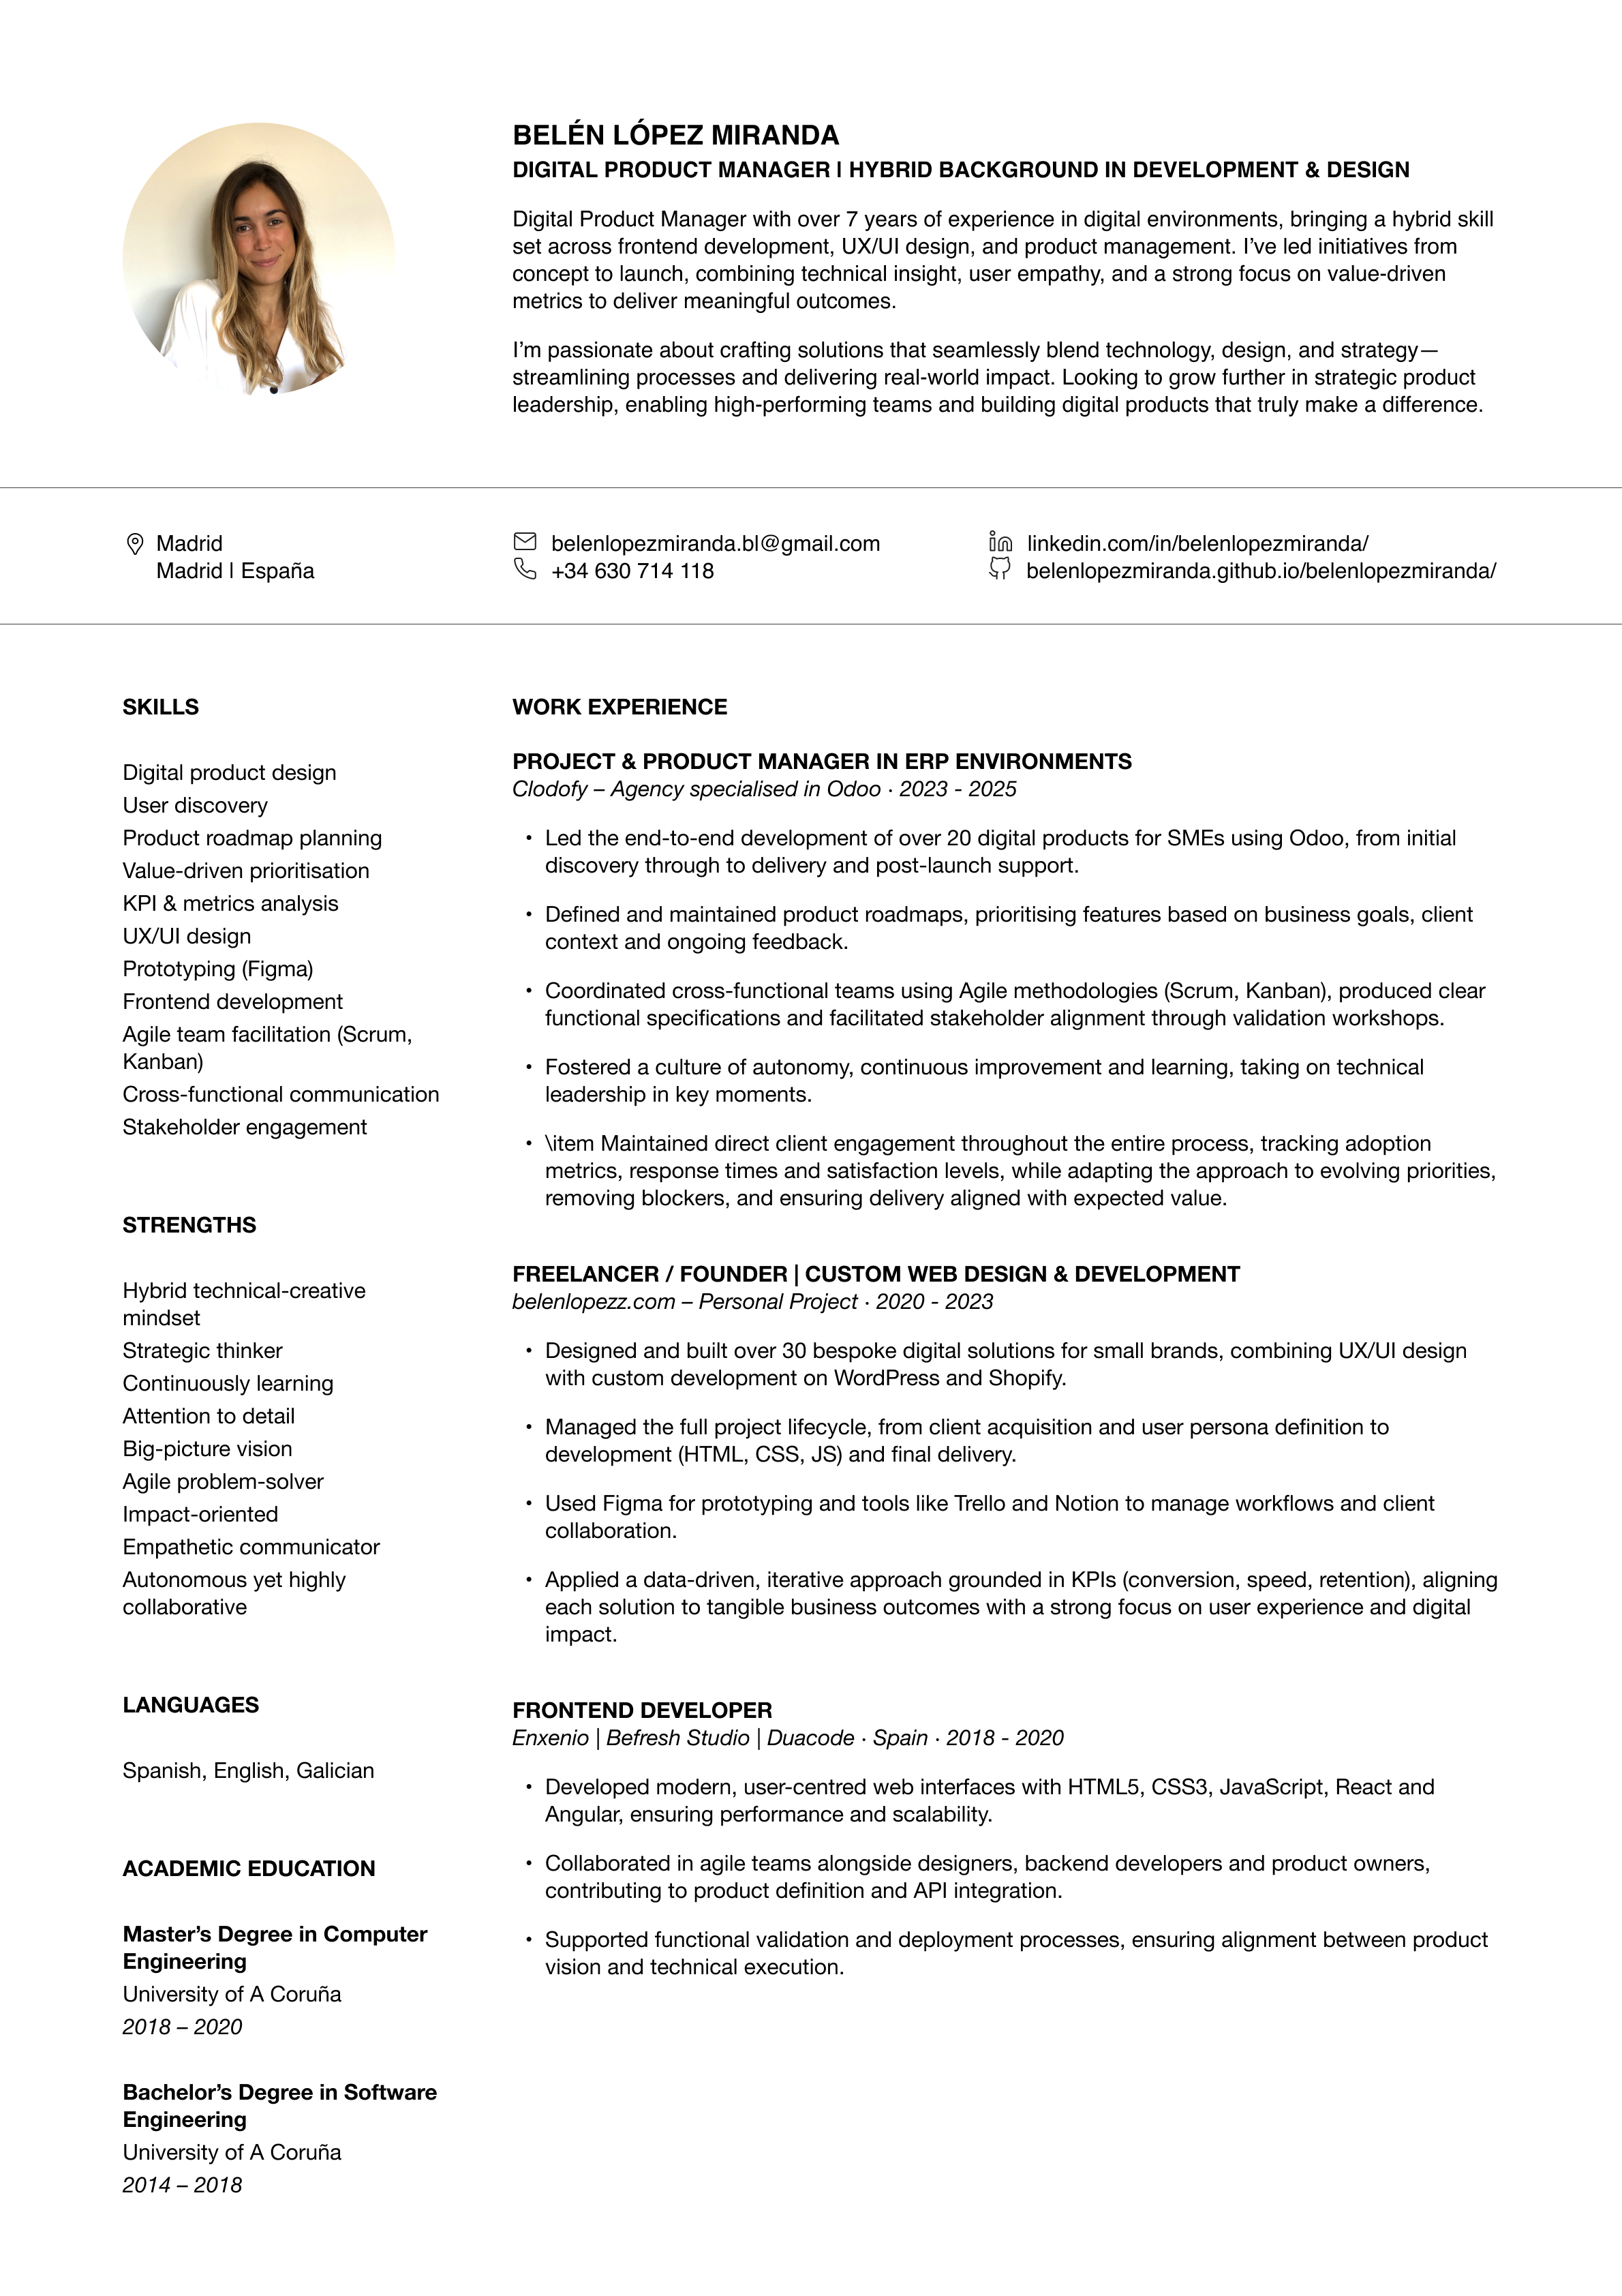 BELÉN LÓPEZ MIRANDA
DIGITAL PRODUCT MANAGER | HYBRID BACKGROUND IN DEVELOPMENT & DESIGN
Digital Product Manager with over 7 years of experience in digital environments, bringing a hybrid skill
set across frontend development, UX/UI design, and product management. I’ve led initiatives from
concept to launch, combining technical insight, user empathy, and a strong focus on value-driven
metrics to deliver meaningful outcomes.
I’m passionate about crafting solutions that seamlessly blend technology, design, and strategy—
streamlining processes and delivering real-world impact. Looking to grow further in strategic product
leadership, enabling high-performing teams and building digital products that truly make a difference.
Madrid
Madrid | España
belenlopezmiranda.bl@gmail.com
+34 630 714 118
linkedin.com/in/belenlopezmiranda/
belenlopezmiranda.github.io/belenlopezmiranda/
SKILLS
Digital product design
User discovery
Product roadmap planning
Value-driven prioritisation
KPI & metrics analysis
UX/UI design
Prototyping (Figma)
Frontend development
Agile team facilitation (Scrum,
Kanban)
Cross-functional communication
Stakeholder engagement
STRENGTHS
Hybrid technical-creative
mindset
Strategic thinker
Continuously learning
Attention to detail
Big-picture vision
Agile problem-solver
Impact-oriented
Empathetic communicator
Autonomous yet highly
collaborative
LANGUAGES
Spanish, English, Galician
ACADEMIC EDUCATION
Master’s Degree in Computer
Engineering
University of A Coruña
2018 – 2020
Bachelor’s Degree in Software
Engineering
University of A Coruña
2014 – 2018
WORK EXPERIENCE
PROJECT & PRODUCT MANAGER IN ERP ENVIRONMENTS
Clodofy – Agency specialised in Odoo · 2023 - 2025
• Led the end-to-end development of over 20 digital products for SMEs using Odoo, from initial
discovery through to delivery and post-launch support.
• Defined and maintained product roadmaps, prioritising features based on business goals, client
context and ongoing feedback.
• Coordinated cross-functional teams using Agile methodologies (Scrum, Kanban), produced clear
functional specifications and facilitated stakeholder alignment through validation workshops.
• Fostered a culture of autonomy, continuous improvement and learning, taking on technical
leadership in key moments.
• \item Maintained direct client engagement throughout the entire process, tracking adoption
metrics, response times and satisfaction levels, while adapting the approach to evolving priorities,
removing blockers, and ensuring delivery aligned with expected value.
FREELANCER / FOUNDER | CUSTOM WEB DESIGN & DEVELOPMENT
belenlopezz.com – Personal Project · 2020 - 2023
• Designed and built over 30 bespoke digital solutions for small brands, combining UX/UI design
with custom development on WordPress and Shopify.
• Managed the full project lifecycle, from client acquisition and user persona definition to
development (HTML, CSS, JS) and final delivery.
• Used Figma for prototyping and tools like Trello and Notion to manage workflows and client
collaboration.
• Applied a data-driven, iterative approach grounded in KPIs (conversion, speed, retention), aligning
each solution to tangible business outcomes with a strong focus on user experience and digital
impact.
FRONTEND DEVELOPER
Enxenio | Befresh Studio | Duacode · Spain · 2018 - 2020
• Developed modern, user-centred web interfaces with HTML5, CSS3, JavaScript, React and
Angular, ensuring performance and scalability.
• Collaborated in agile teams alongside designers, backend developers and product owners,
contributing to product definition and API integration.
• Supported functional validation and deployment processes, ensuring alignment between product
vision and technical execution.